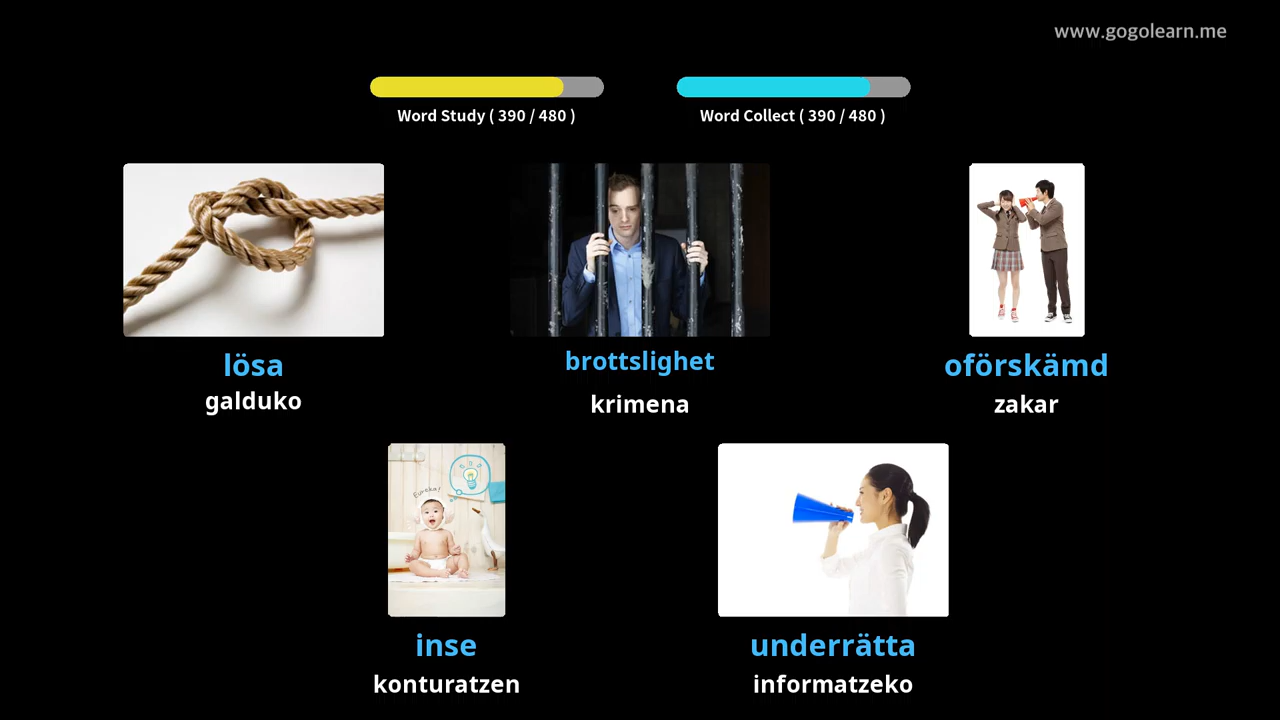 www.gogolearn.me
Word Study ( 390 / 480 )
Word Collect ( 390 / 480 )
lösa
galduko
brottslighet
krimena
oförskämd
zakar
Eureka!
inse
konturatzen
underrätta
informatzeko